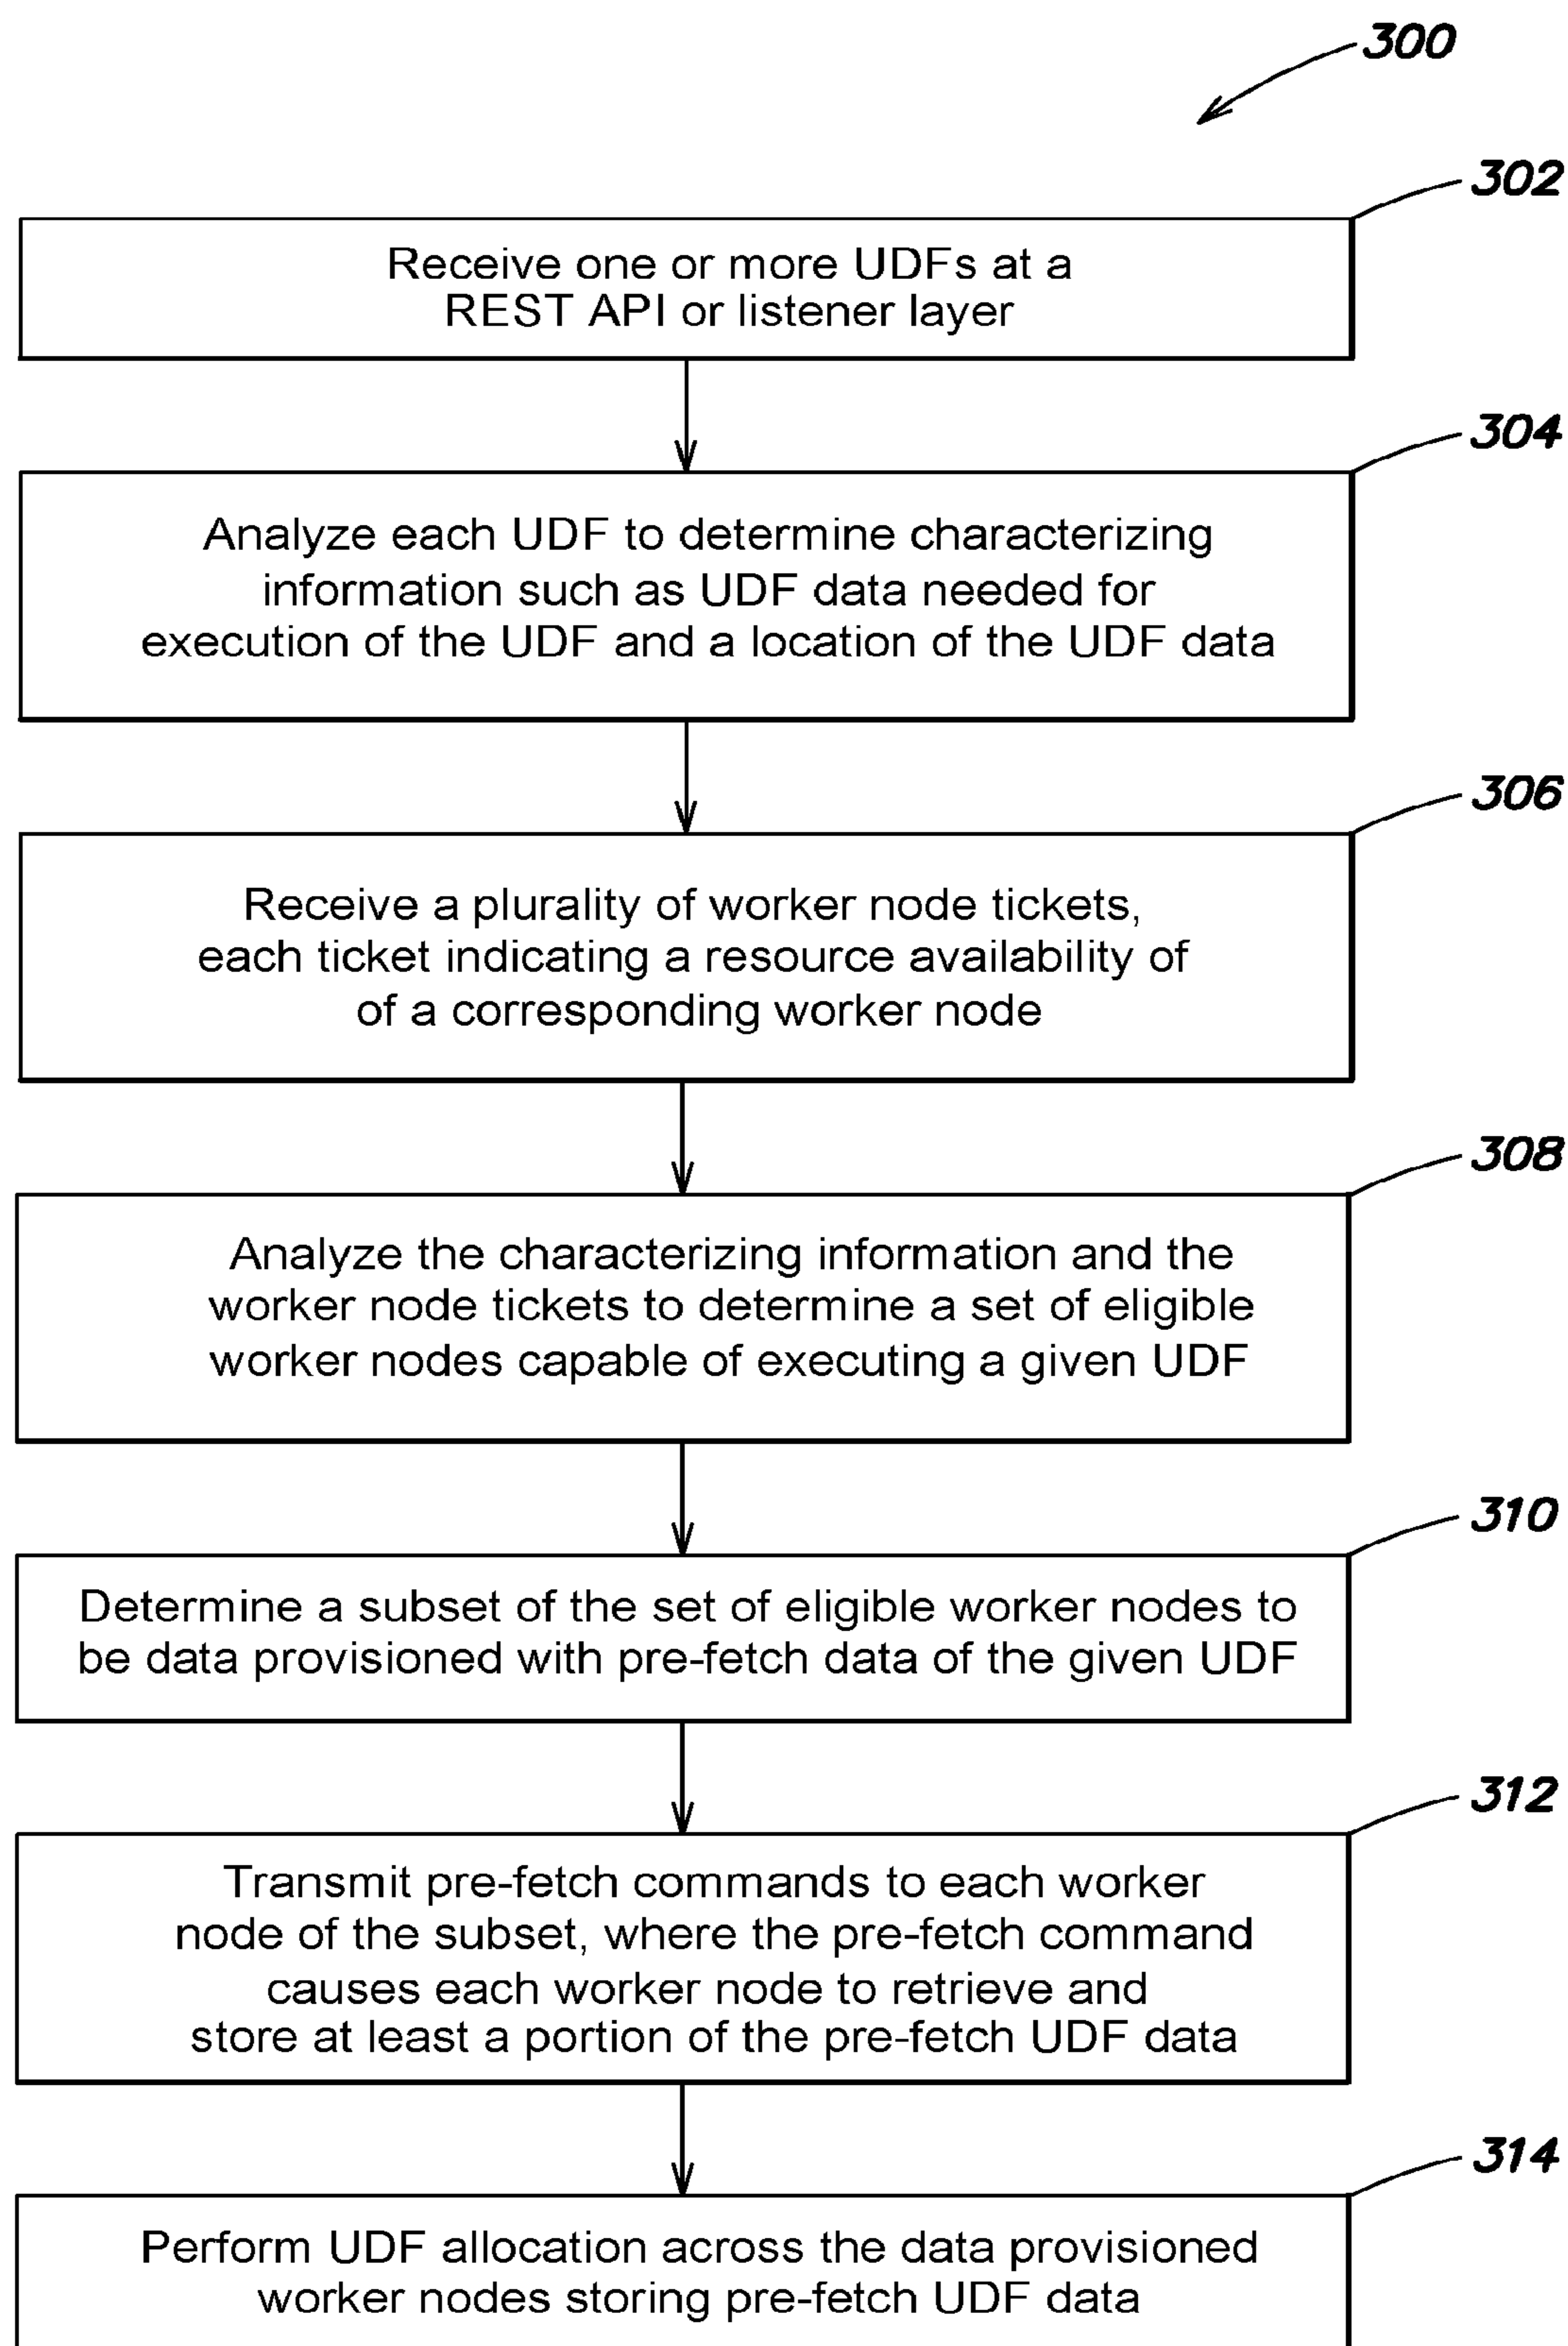 300
302
Receive one or more UDFs at a
REST API or listener layer
304
Analyze each UDF to determine characterizing
information such as UDF data needed for
execution of the UDF and a location of the UDF data
306
Receive a plurality of worker node tickets,
each ticket indicating a resource availability of
of a corresponding worker node
308
Analyze the characterizing information and the
worker node tickets to determine a set of eligible
worker nodes capable of executing a given UDF
310
Determine a subset of the set of eligible worker nodes to
be data provisioned with pre-fetch data of the given UDF
312
Transmit pre-fetch commands to each worker
node of the subset, where the pre-fetch command
causes each worker node to retrieve and
store at least a portion of the pre-fetch UDF data
314
Perform UDF allocation across the data provisioned
worker nodes storing pre-fetch UDF data